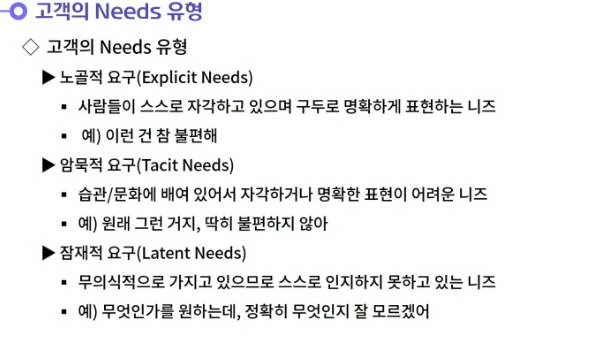 고객의 Needs 유형
◇ 고객의 Needs 유형
▶ 노골적 요구(Explicit Needs)
▪ 사람들이 스스로 자각하고 있으며 구두로 명확하게 표현하는 니즈
▪ 예) 이런 건 참 불편해
▶ 암묵적 요구(Tacit Needs)
▪ 습관/문화에 배여 있어서 자각하거나 명확한 표현이 어려운 니즈
▪ 예) 원래 그런 거지, 딱히 불편하지 않아
▶ 잠재적 요구(Latent Needs)
▪ 무의식적으로 가지고 있으므로 스스로 인지하지 못하고 있는 니즈
▪ 예) 무엇인가를 원하는데, 정확히 무엇인지 잘 모르겠어